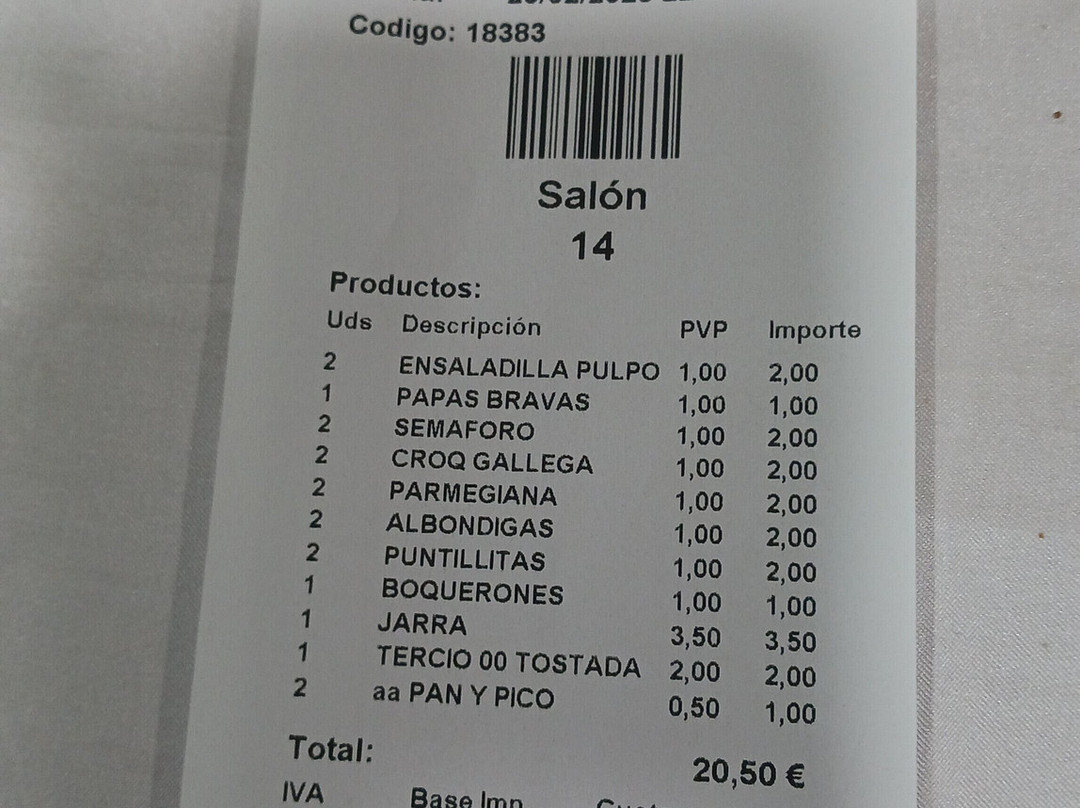 Codigo: 18383
Salón
14
Productos:
Uds Descripción PVP Importe
2 ENSALADILLA PULPO 1,00 2,00
1 PAPAS BRAVAS 1,00 1,00
2 SEMAFORO 1,00 2,00
2 CROQ GALLEGA 1,00 2,00
2 PARMEGIANA 1,00 2,00
2 ALBONDIGAS 1,00 2,00
2 PUNTILLITAS 1,00 2,00
1 BOQUERONES 1,00 1,00
1 JARRA 3,50 3,50
1 TERCIO 00 TOSTADA 2,00 2,00
2 aa PAN Y PICO 0,50 1,00
Total: 20,50 €
IVA Base Imp